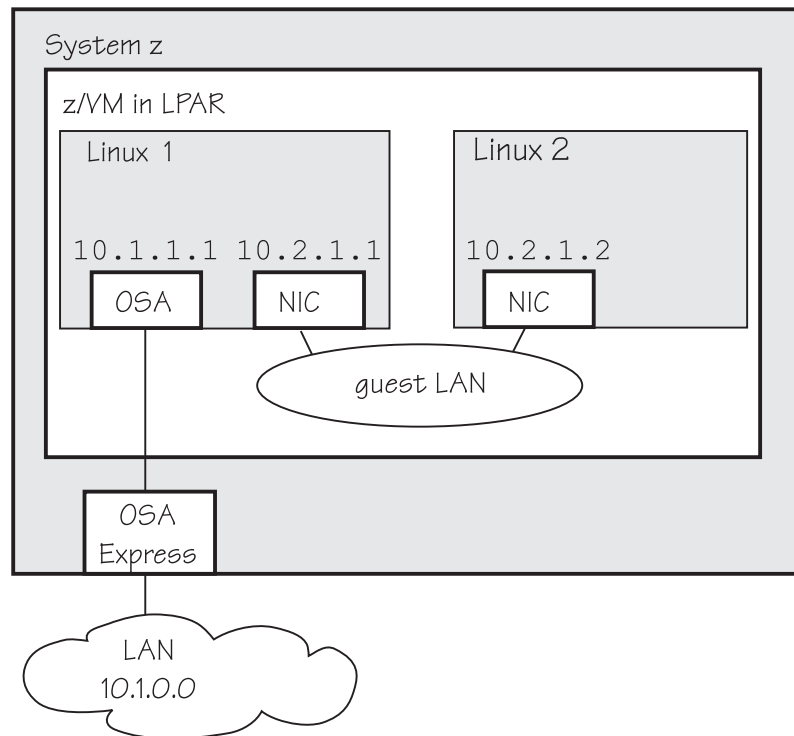 System z
z/VM in LPAR
Linux 1
Linux 2
10.1.1.1 10.2.1.1
10.2.1.2
OSA
NIC
NIC
guest LAN
OSA
Express
LAN
10.1.0.0